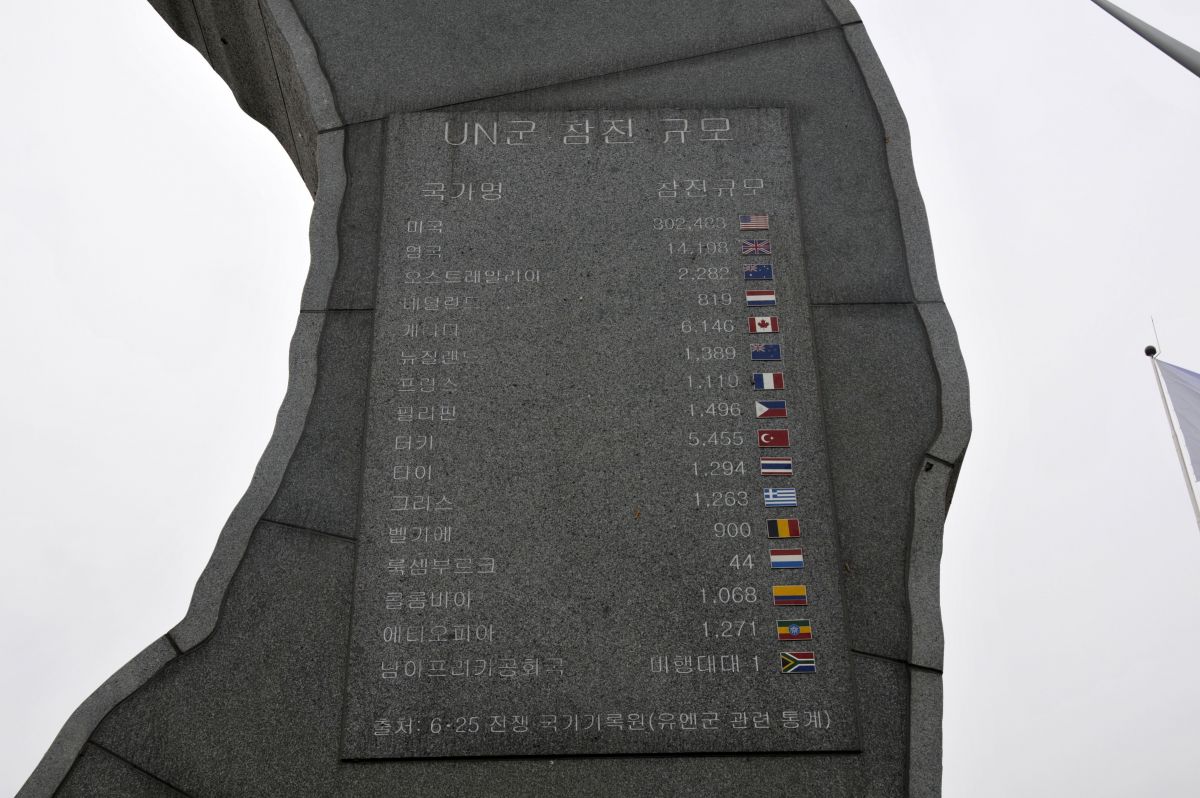 UN군 참전 규모
국가명 참전규모
미국 302,483
영국 14,198
오스트레일리아 2,282
네덜란드 819
캐나다 6,146
뉴질랜드 1,389
프랑스 1,119
필리핀 1,496
터키 5,455
타이 1,294
그리스 1,263
벨기에 900
룩셈부르크 44
콜롬비아 1,068
에티오피아 1,271
남아프리카공화국 비행대대 1
출처: 6·25 전쟁 국가기록원(유엔군 관련 통계)